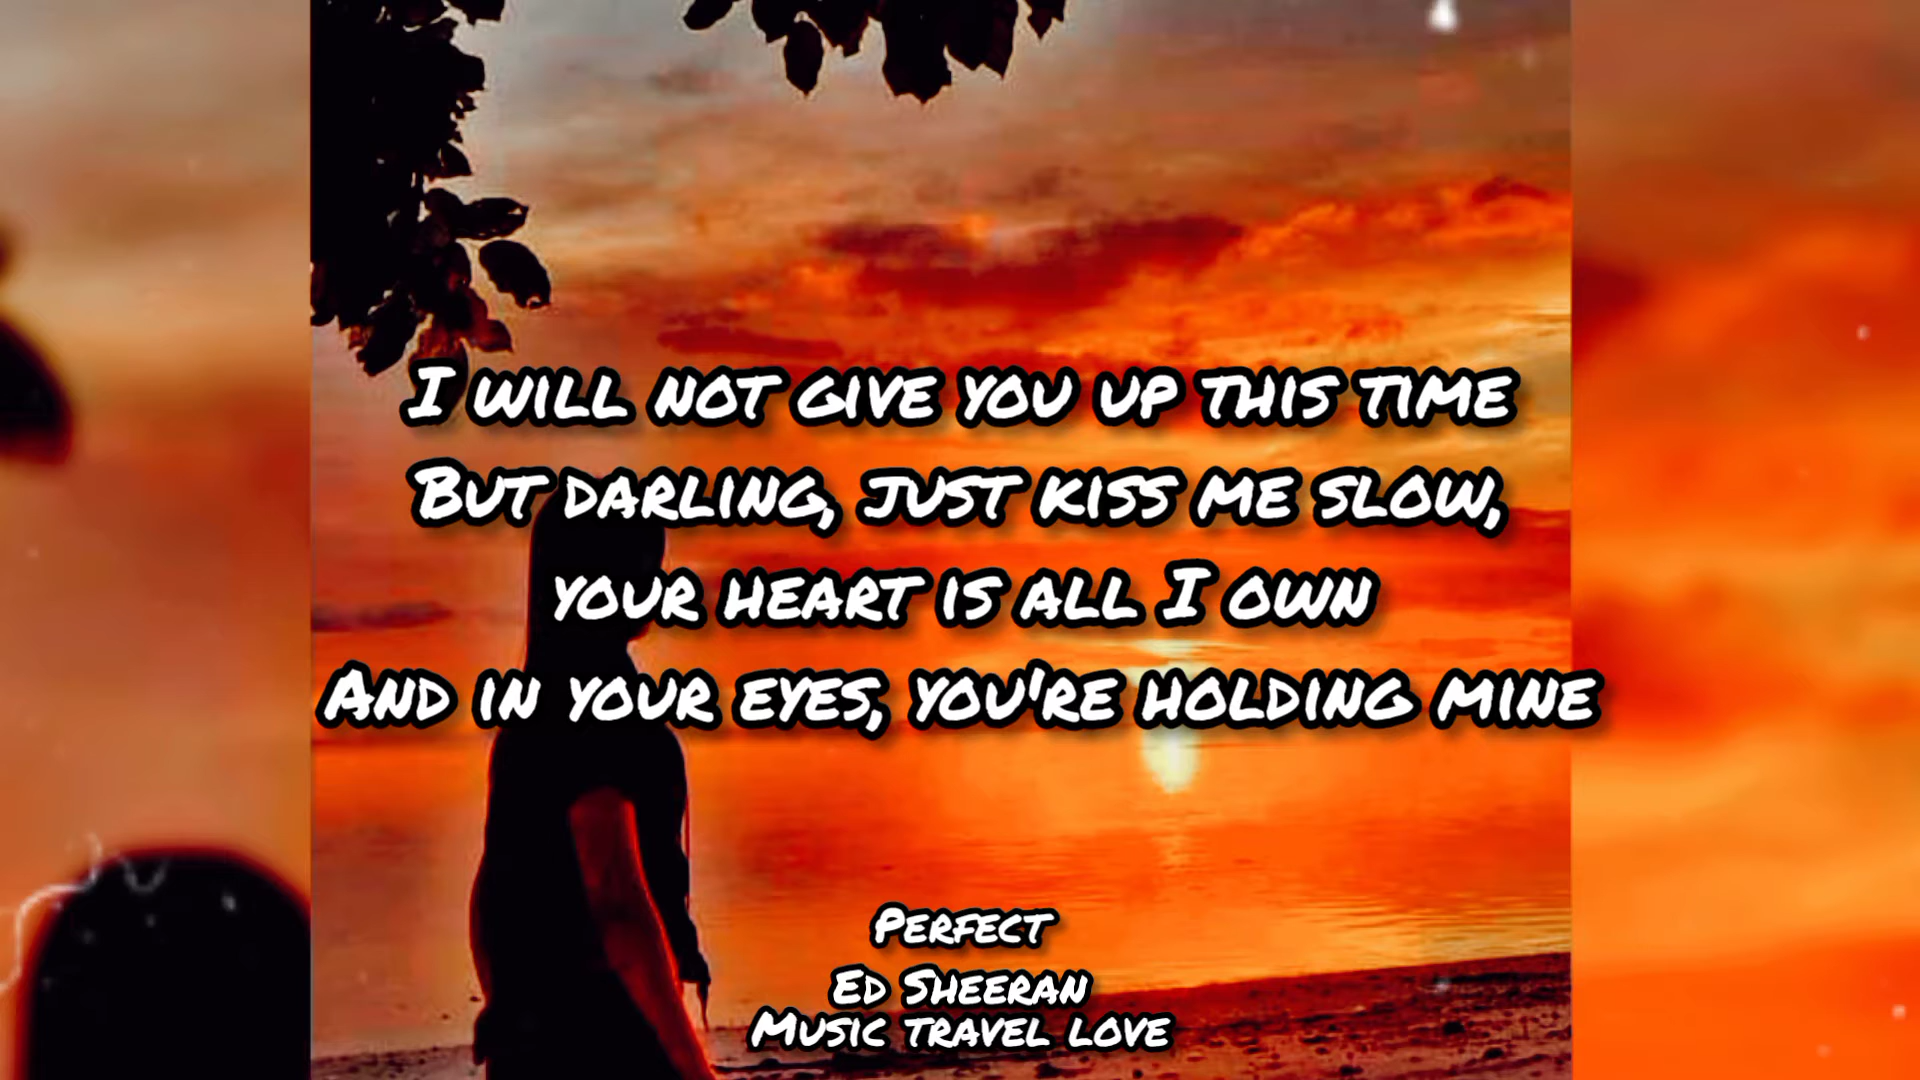 I will not give you up this time
But darling, just kiss me slow,
your heart is all I own
And in your eyes, you're holding mine
Perfect
Ed Sheeran
Music travel love